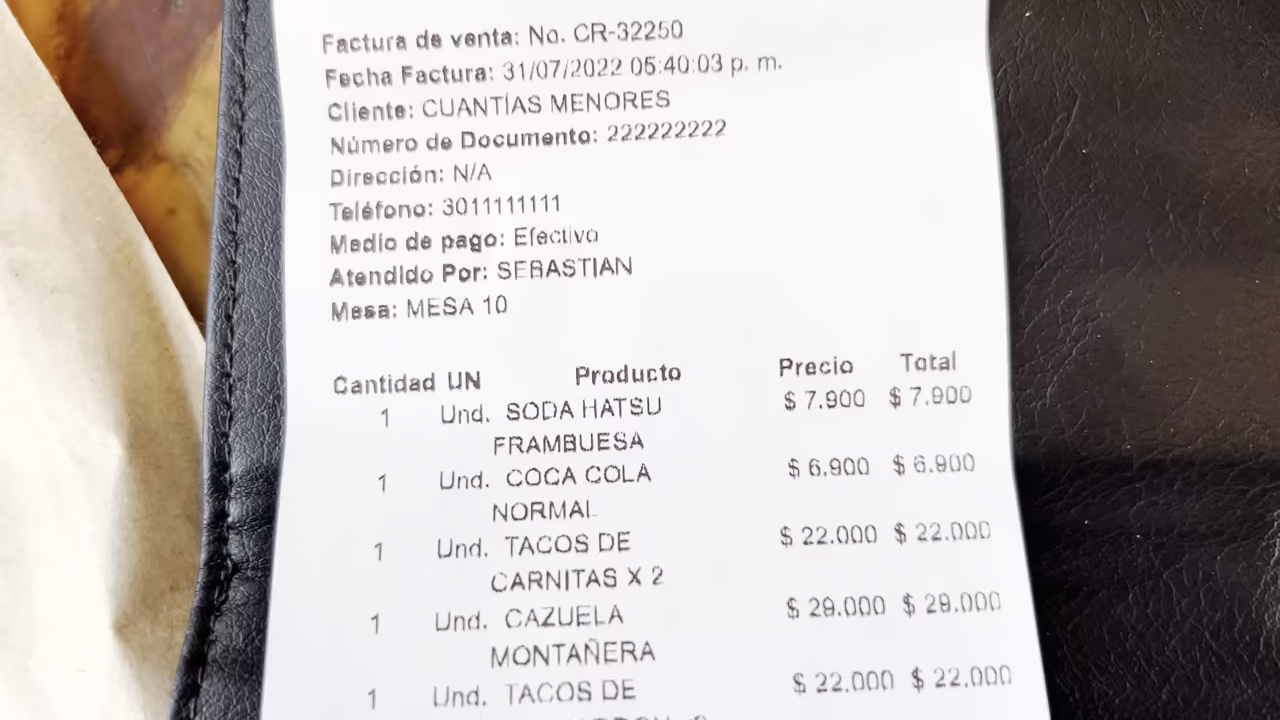 Factura de venta: No. CR-32250
Fecha Factura: 31/07/2022 05:40:03 p. m.
Cliente: CUANTÍAS MENORES
Número de Documento: 222222222
Dirección: N/A
Teléfono: 3011111111
Medio de pago: Efectivo
Atendido Por: SEBASTIAN
Mesa: MESA 10
Cantidad UN Producto Precio Total
1 Und. SODA HATSU $ 7.900 $ 7.900
FRAMBUESA
1 Und. COCA COLA $ 6.900 $ 6.900
NORMAL
1 Und. TACOS DE $ 22.000 $ 22.000
CARNITAS X 2
1 Und. CAZUELA $ 29.000 $ 29.000
MONTAÑERA
1 Und. TACOS DE $ 22.000 $ 22.000